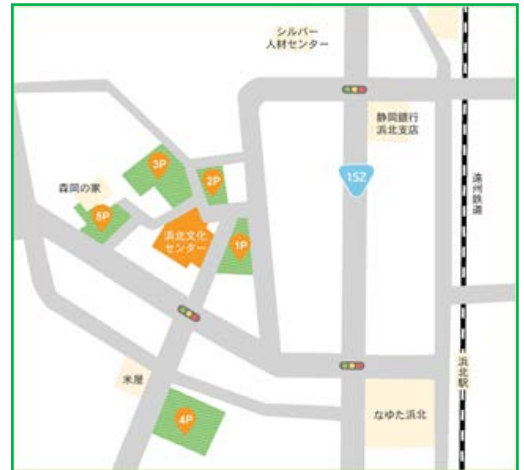 シルバー
人材センター
静岡銀行
浜北支店
152
遠州鉄道
3P
2P
森岡の家
5P
浜北文化
センター
1P
米屋
4P
なゆた浜北
浜北駅